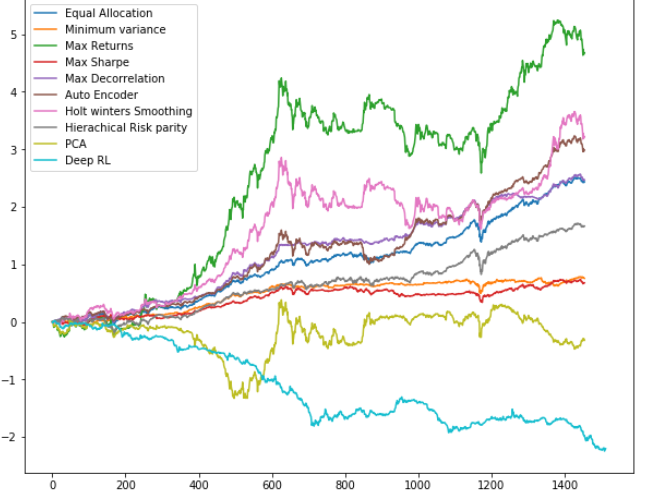 Equal Allocation
Minimum variance
Max Returns
Max Sharpe
Max Decorrelation
Auto Encoder
Holt winters Smoothing
Hierachical Risk parity
PCA
Deep RL
5
4
3
2
1
0
−1
−2
0 200 400 600 800 1000 1200 1400